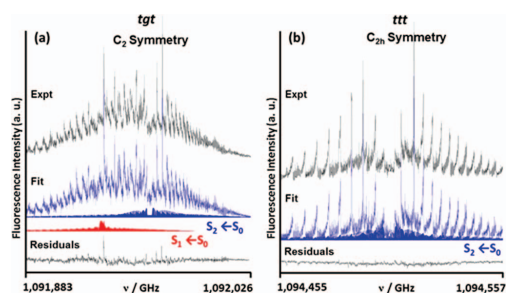 tgt
(a)
C₂ Symmetry
Fluorescence Intensity (a. u.)
Expt
Fit
S₂ ←S₀
S₁ ←S₀
Residuals
1,091,883
ν / GHz
1,092,026
ttt
(b)
C₂ₕ Symmetry
Fluorescence Intensity (a. u.)
Expt
Fit
S₂ ←S₀
Residuals
1,094,455
ν / GHz
1,094,557